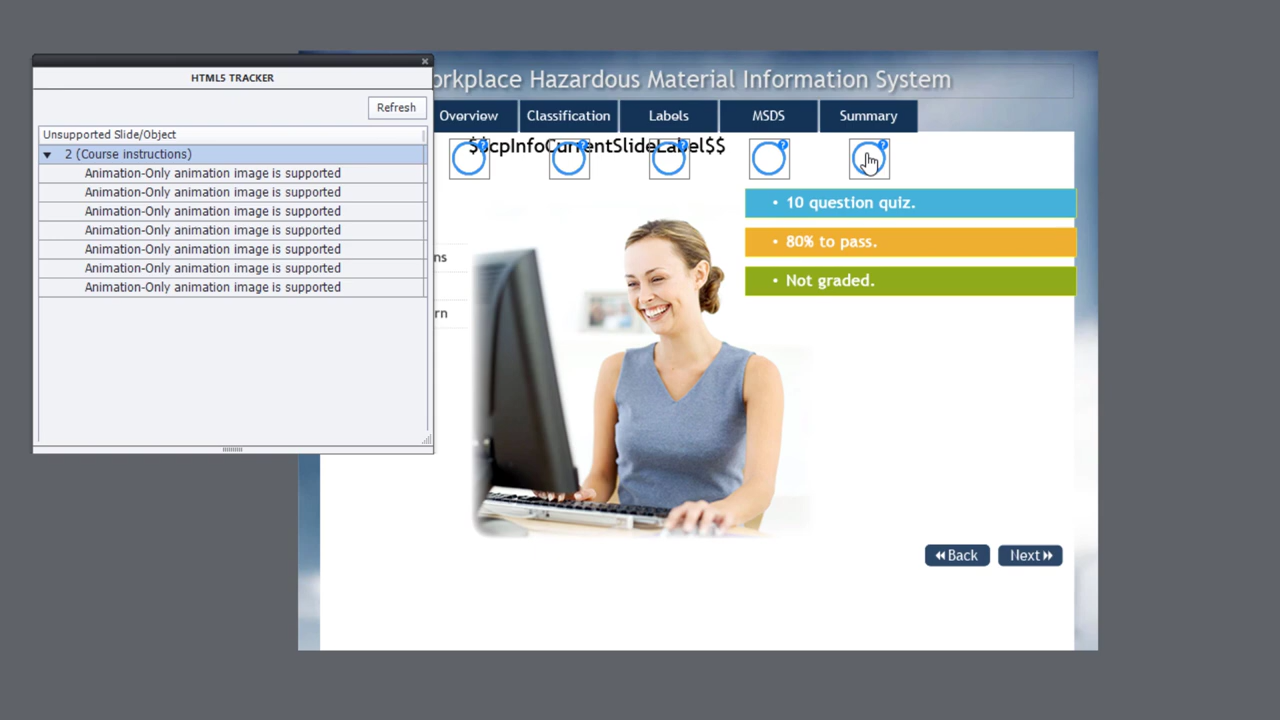 HTML5 TRACKER
Refresh
Unsupported Slide/Object
2 (Course instructions)
Animation-Only animation image is supported
Animation-Only animation image is supported
Animation-Only animation image is supported
Animation-Only animation image is supported
Animation-Only animation image is supported
Animation-Only animation image is supported
Animation-Only animation image is supported
orkplace Hazardous Material Information System
Overview Classification Labels MSDS Summary
$$cpInfoCurrentSlideLabel$$
? ? ? ? ?
• 10 question quiz.
• 80% to pass.
• Not graded.
ns
rn
Back Next